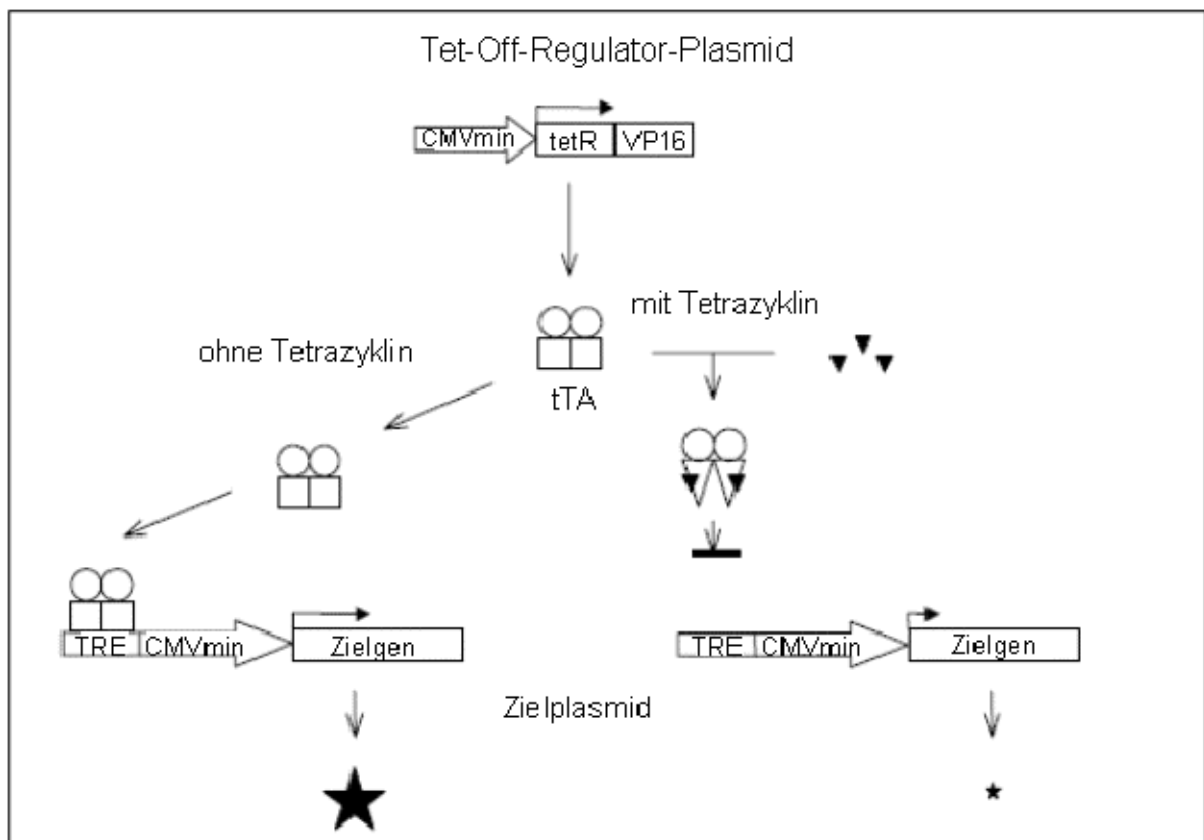 Tet-Off-Regulator-Plasmid
CMVmin tetR VP16
mit Tetrazyklin
ohne Tetrazyklin
tTA
TRE CMVmin Zielgen
TRE CMVmin Zielgen
Zielplasmid